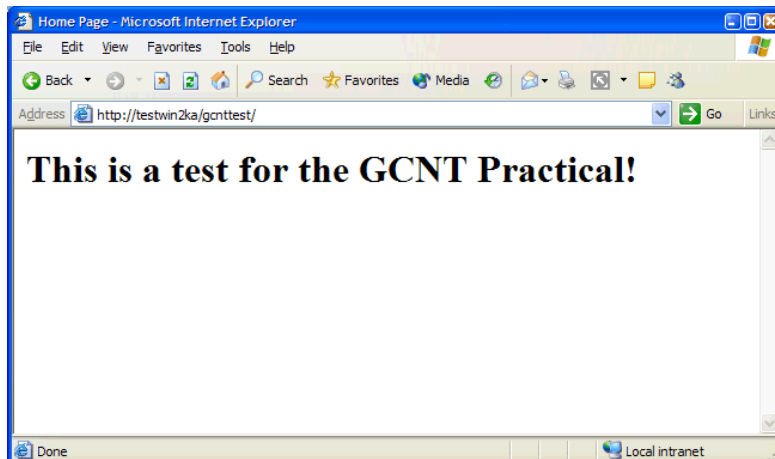 Home Page - Microsoft Internet Explorer
File Edit View Favorites Tools Help
Back Search Favorites Media
Address http://testwin2ka/gcnttest/ Go Links
This is a test for the GCNT Practical!
Done Local intranet